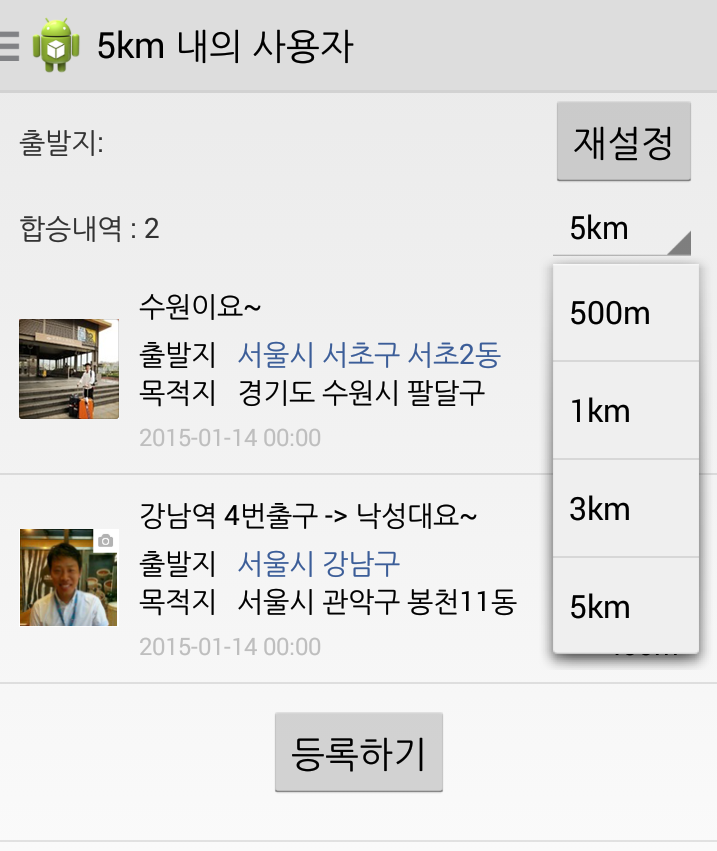 5km 내의 사용자
출발지:
재설정
합승내역 : 2
5km
500m
1km
3km
5km
수원이요~
출발지 서울시 서초구 서초2동
목적지 경기도 수원시 팔달구
2015-01-14 00:00
강남역 4번출구 -> 낙성대요~
출발지 서울시 강남구
목적지 서울시 관악구 봉천11동
2015-01-14 00:00
등록하기